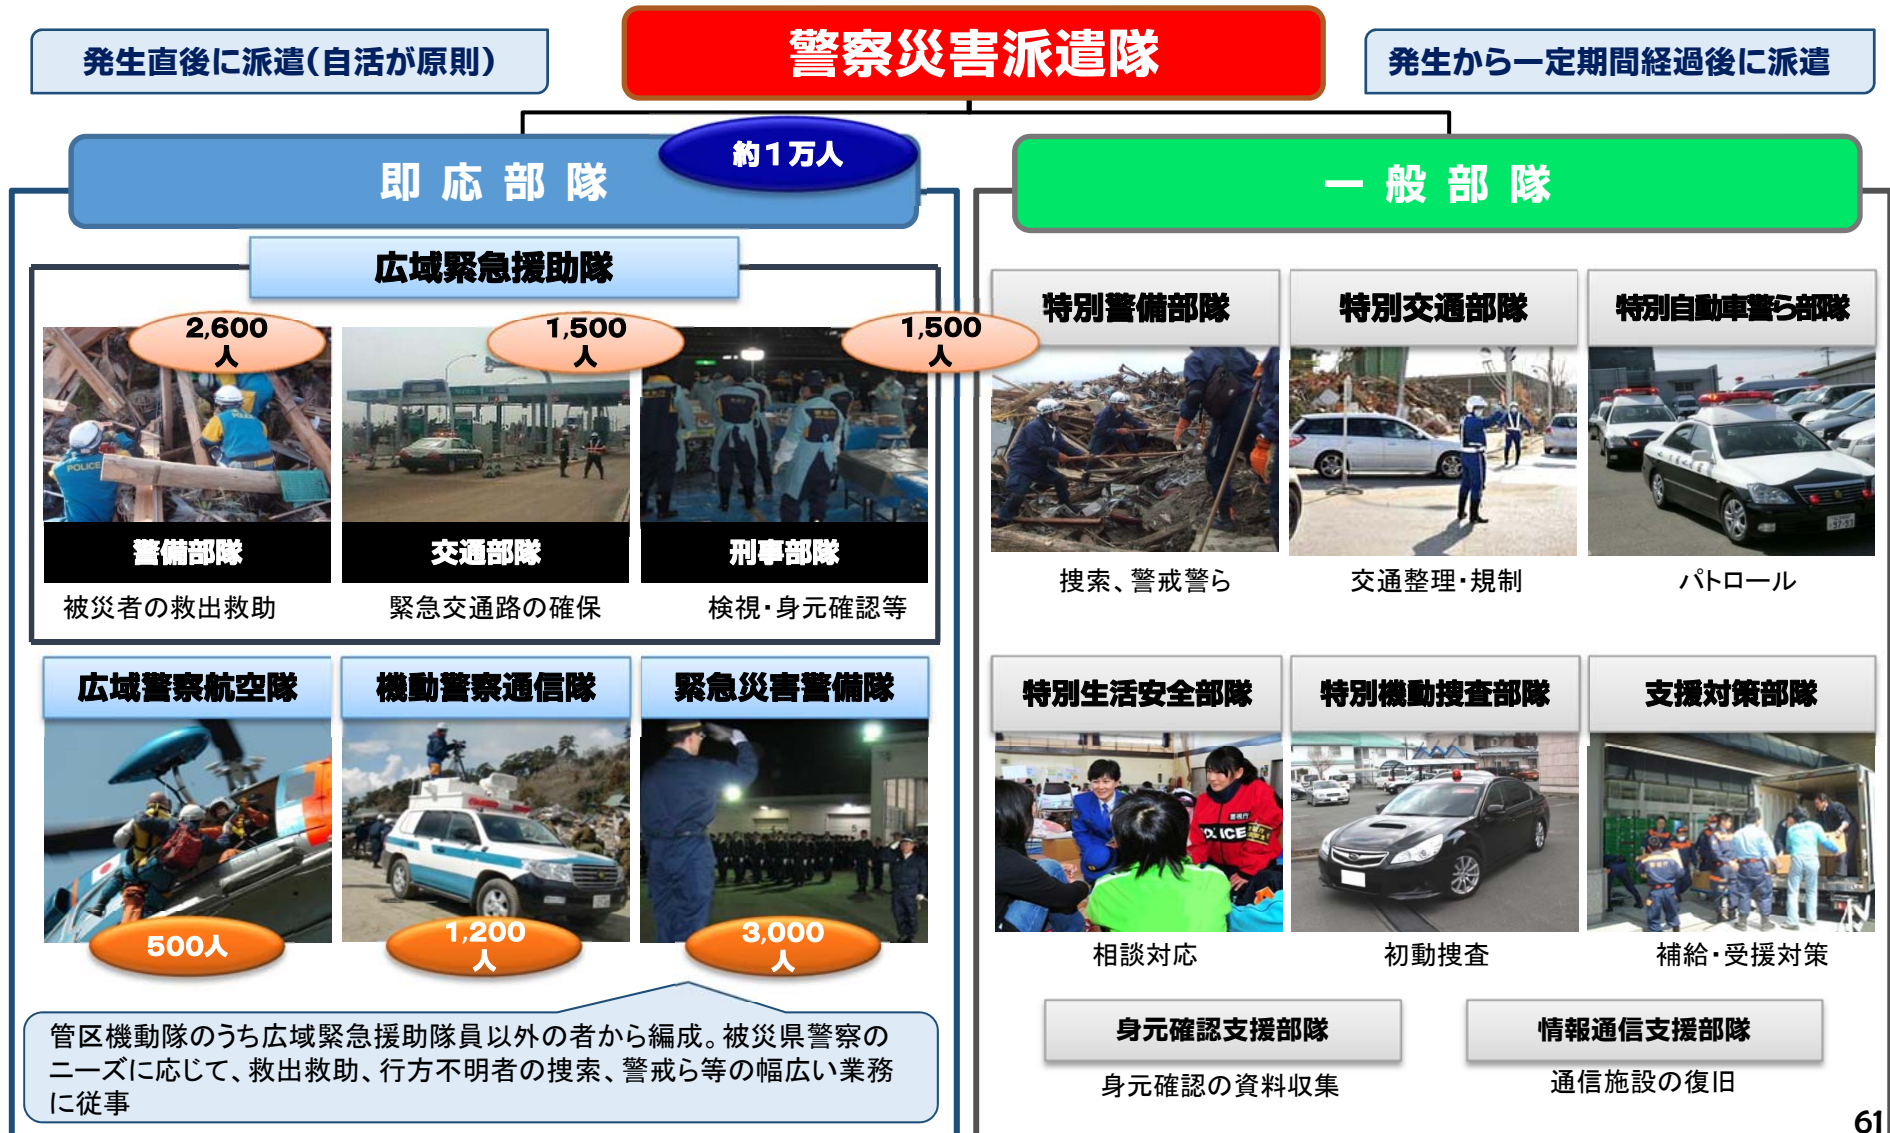 発生直後に派遣(自活が原則)
警察災害派遣隊
発生から一定期間経過後に派遣
即応部隊
約1万人
一般部隊
広域緊急援助隊
2,600
人
1,500
人
1,500
人
警備部隊
交通部隊
刑事部隊
被災者の救出救助
緊急交通路の確保
検視・身元確認等
POLICE
広域警察航空隊
機動警察通信隊
緊急災害警備隊
500人
1,200
人
3,000
人
管区機動隊のうち広域緊急援助隊員以外の者から編成。被災県警察の
ニーズに応じて、救出救助、行方不明者の捜索、警戒ら等の幅広い業務
に従事
特別警備部隊
特別交通部隊
特別自動車警ら部隊
捜索、警戒警ら
交通整理・規制
パトロール
特別生活安全部隊
特別機動捜査部隊
支援対策部隊
警視庁
POLICE
相談対応
初動捜査
補給・受援対策
身元確認支援部隊
情報通信支援部隊
身元確認の資料収集
通信施設の復旧
61